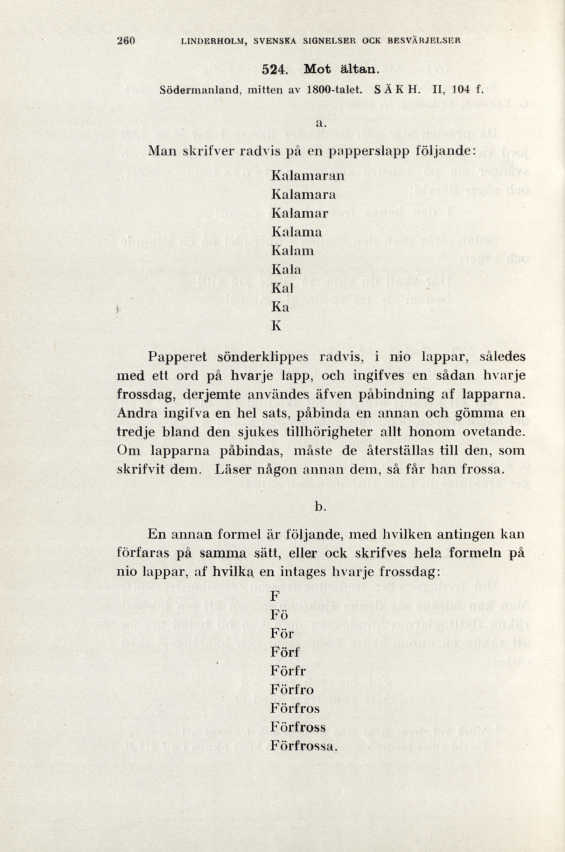 260 LINDERHOLM, SVENSKA SIGNELSER OCK BESVÄRJELSER
524. Mot ältan.
Södermanland, mitten av 1800-talet. SÄKH. II, 104 f.
a.
Man skrifver radvis på en papperslapp följande:
Kalamaran
Kalamara
Kalamar
Kalama
Kalam
Kala
Kal
Ka
K
Papperet sönderklippes radvis, i nio lappar, således
med ett ord på hvarje lapp, och ingifves en sådan hvarje
frossdag, derjemte användes äfven påbindning af lapparna.
Andra ingifva en hel sats, påbinda en annan och gömma en
tredje bland den sjukes tillhörigheter allt honom ovetande.
Om lapparna påbindas, måste de återställas till den, som
skrifvit dem. Läser någon annan dem, så får han frossa.
b.
En annan formel är följande, med hvilken antingen kan
förfaras på samma sätt, eller ock skrifves hela formeln på
nio lappar, af hvilka en intages hvarje frossdag:
F
Fö
För
Förf
Förfr
Förfro
Förfros
Förfross
Förfrossa.